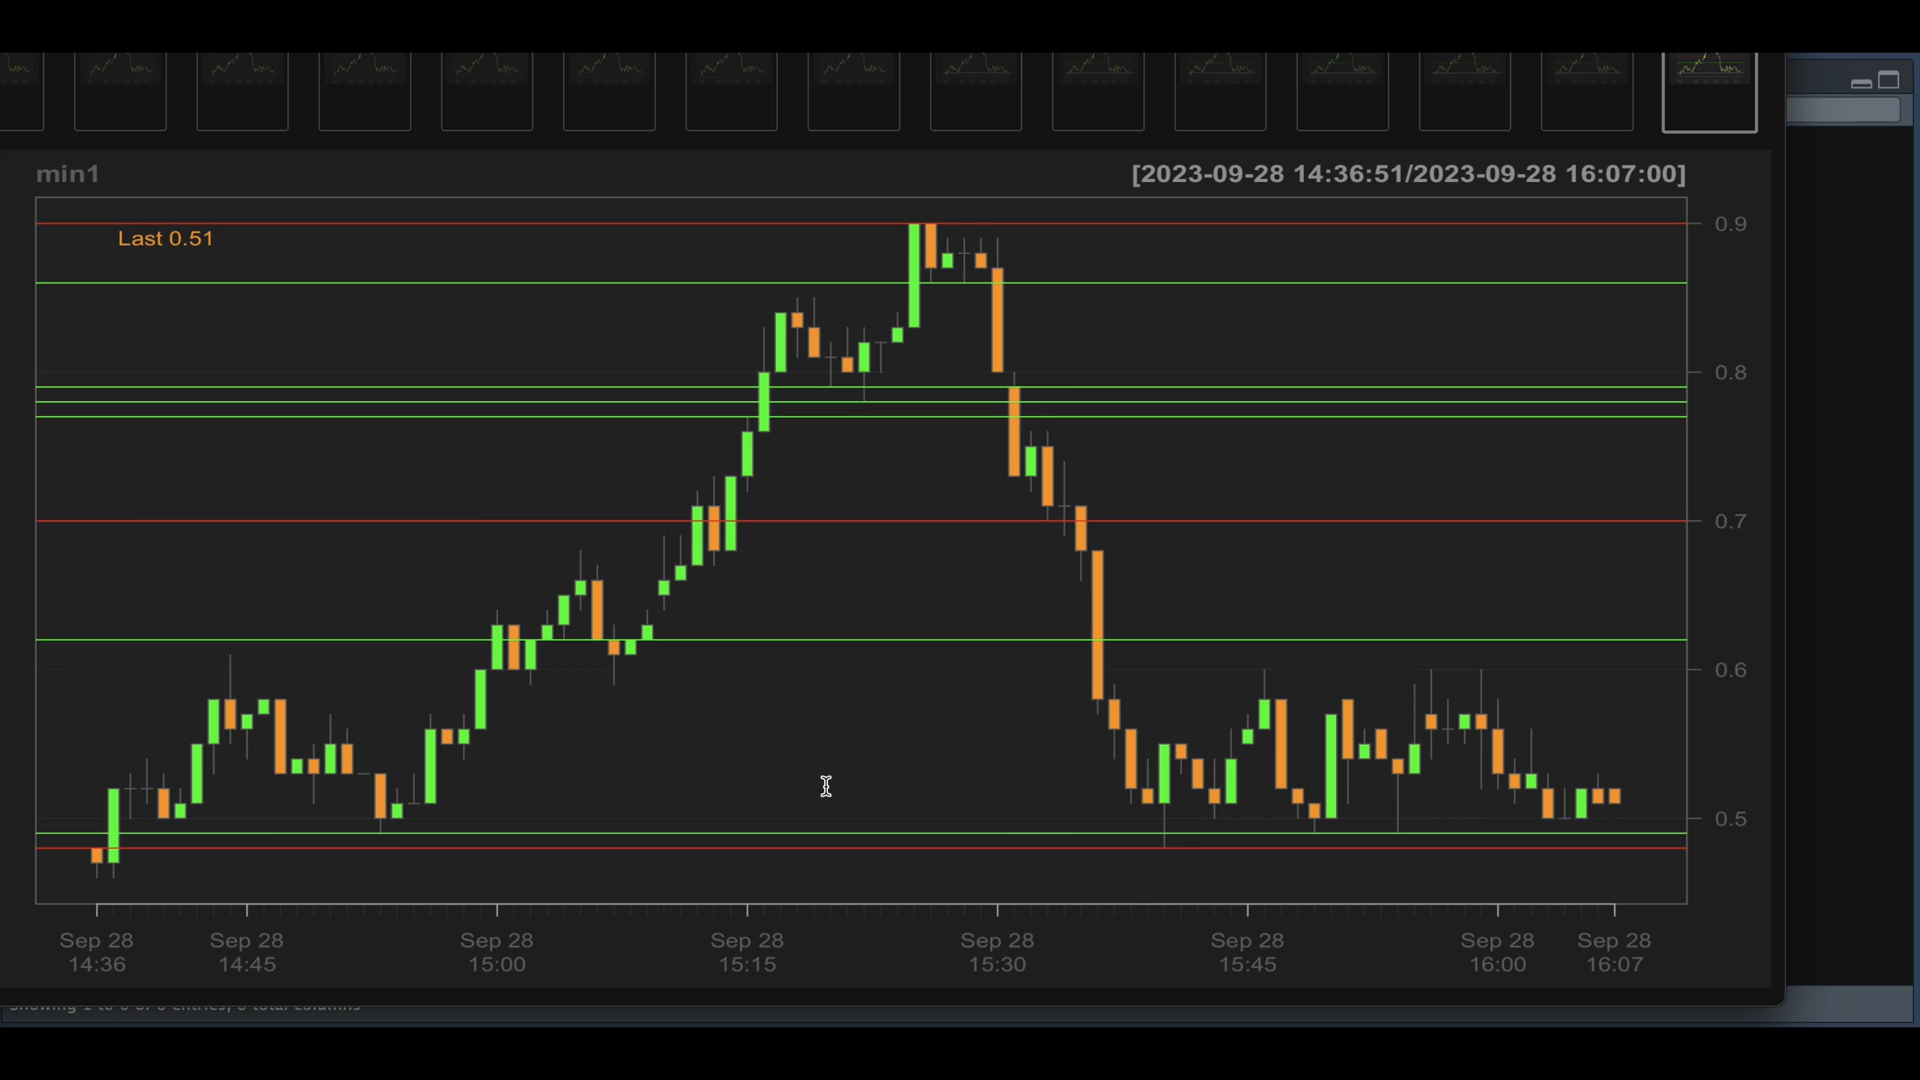 min1
[2023-09-28 14:36:51/2023-09-28 16:07:00]
Last 0.51
0.9
0.8
0.7
0.6
0.5
Sep 28 Sep 28 Sep 28 Sep 28 Sep 28 Sep 28 Sep 28 Sep 28
14:36 14:45 15:00 15:15 15:30 15:45 16:00 16:07